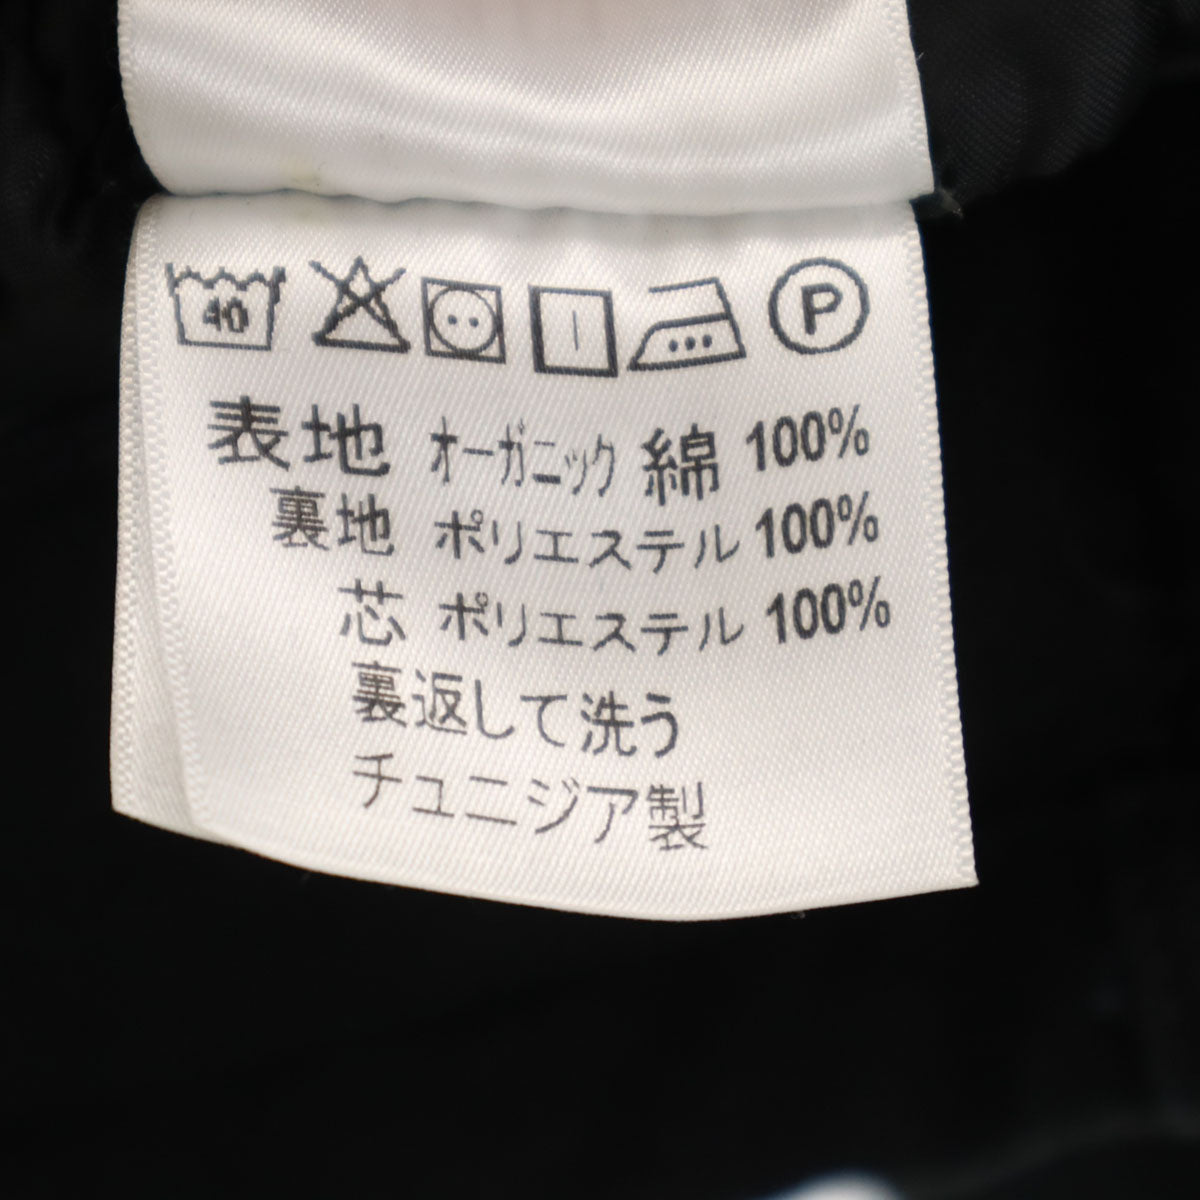 40 P
表地 オーガニック 綿 100%
裏地 ポリエステル 100%
芯 ポリエステル 100%
裏返して洗う
チュニジア製